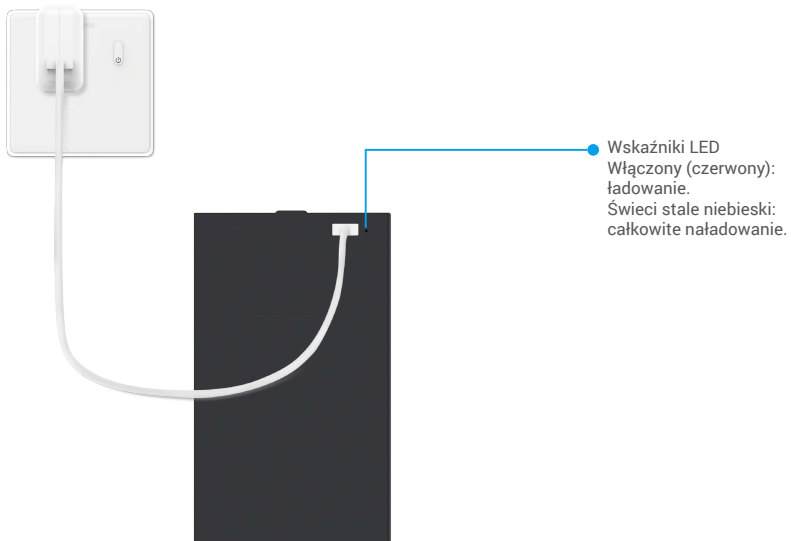 Wskaźniki LED
Włączony (czerwony):
ładowanie.
Świeci stale niebieski:
całkowite naładowanie.